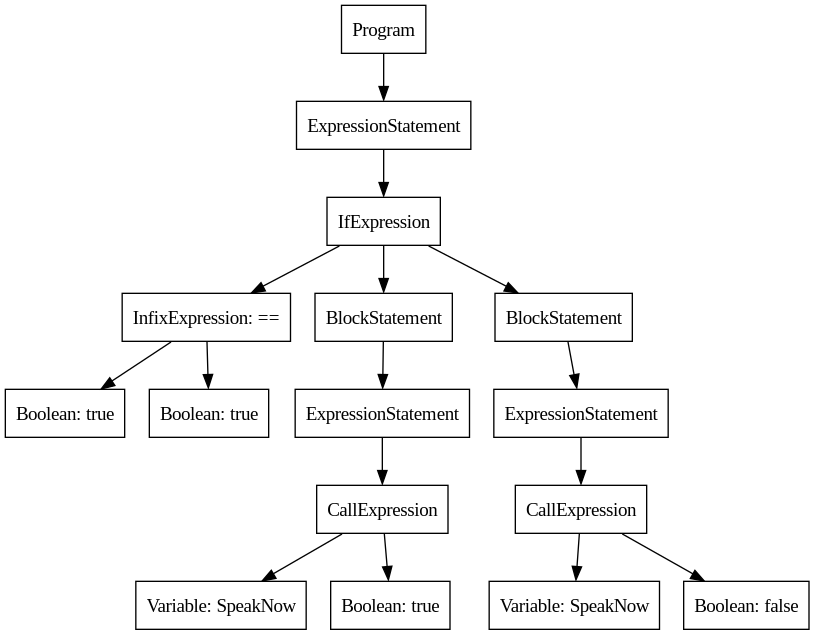 Program
ExpressionStatement
IfExpression
InfixExpression: ==
BlockStatement
BlockStatement
Boolean: true
Boolean: true
ExpressionStatement
ExpressionStatement
CallExpression
CallExpression
Variable: SpeakNow
Boolean: true
Variable: SpeakNow
Boolean: false